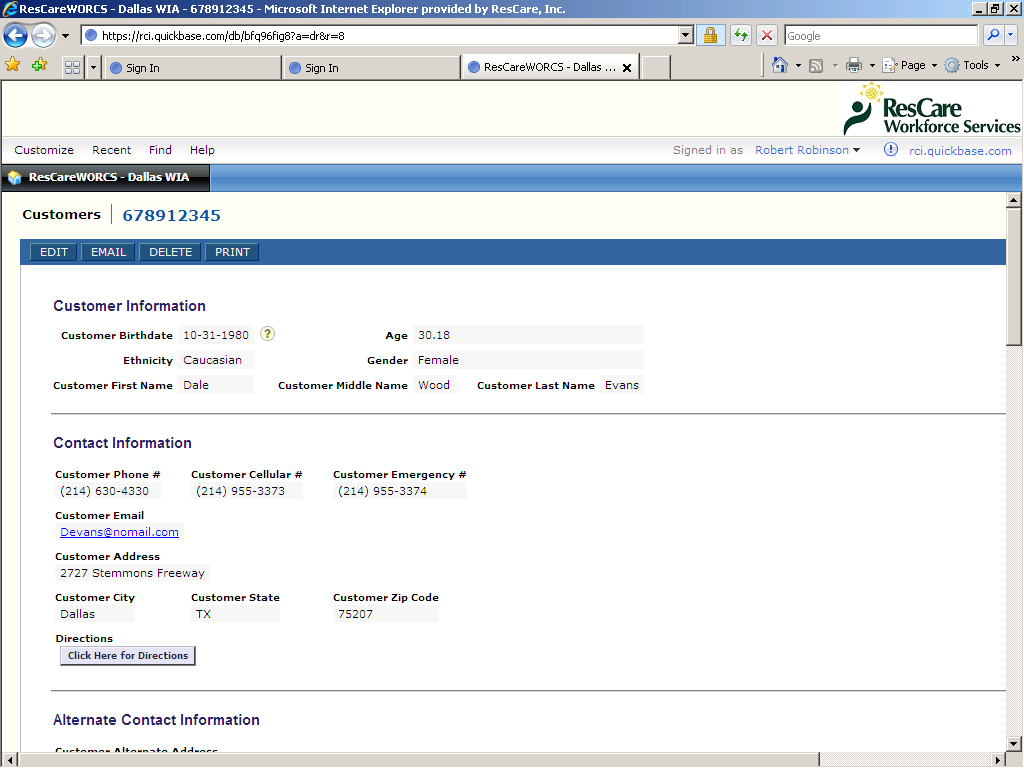 ResCareWORCS - Dallas WIA - 678912345 - Microsoft Internet Explorer provided by ResCare, Inc.
https://rci.quickbase.com/db/bfq96fig8?a=dr&r=8
Google
Sign In
Sign In
ResCareWORCS - Dallas ...
Page
Tools
ResCare
Workforce Services
Customize Recent Find Help
Signed in as Robert Robinson
rci.quickbase.com
ResCareWORCS - Dallas WIA
Customers 678912345
EDIT EMAIL DELETE PRINT
Customer Information
Customer Birthdate 10-31-1980 ? Age 30.18
Ethnicity Caucasian Gender Female
Customer First Name Dale Customer Middle Name Wood Customer Last Name Evans
Contact Information
Customer Phone # Customer Cellular # Customer Emergency #
(214) 630-4330 (214) 955-3373 (214) 955-3374
Customer Email
Devans@nomail.com
Customer Address
2727 Stemmons Freeway
Customer City Customer State Customer Zip Code
Dallas TX 75207
Directions
Click Here for Directions
Alternate Contact Information
Customer Alternate Address